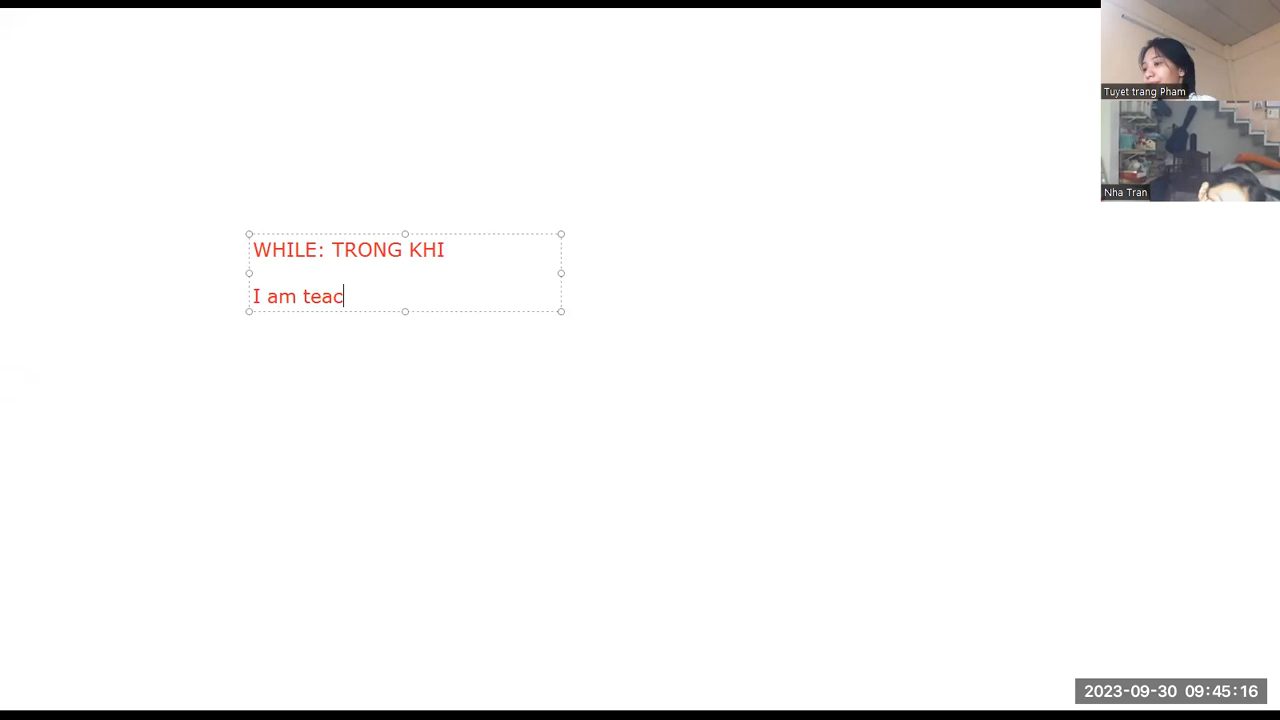 Tuyet trang Pham
Nha Tran
WHILE: TRONG KHI
I am teac
2023-09-30 09:45:16